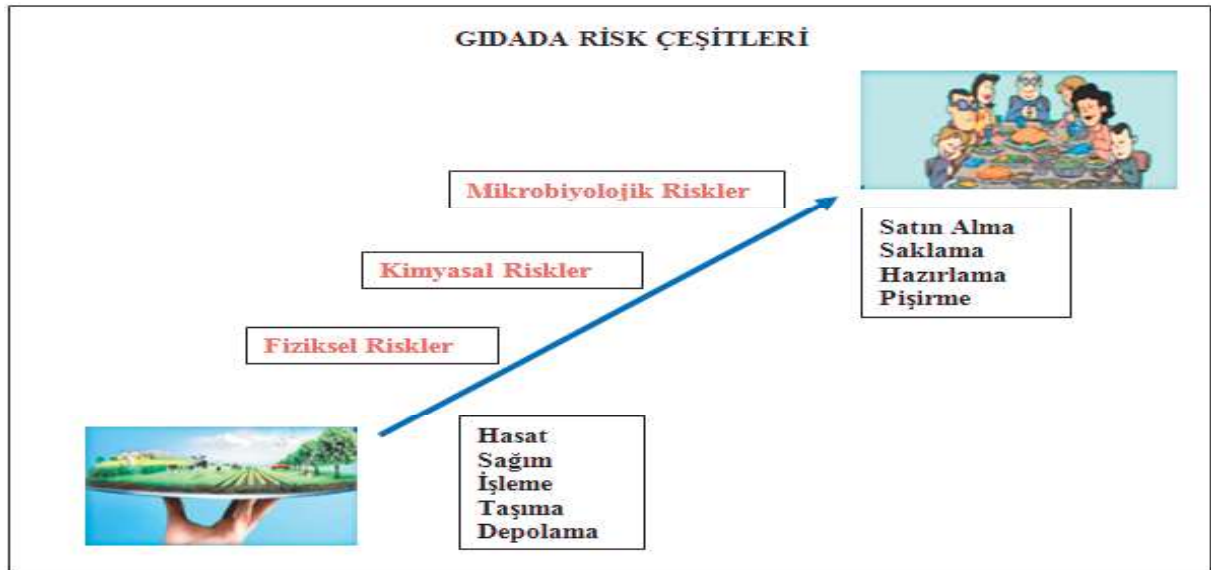 GIDADA RİSK ÇEŞİTLERİ
Mikrobiyolojik Riskler
Satın Alma
Saklama
Hazırlama
Pişirme
Kimyasal Riskler
Fiziksel Riskler
Hasat
Sağım
İşleme
Taşıma
Depolama